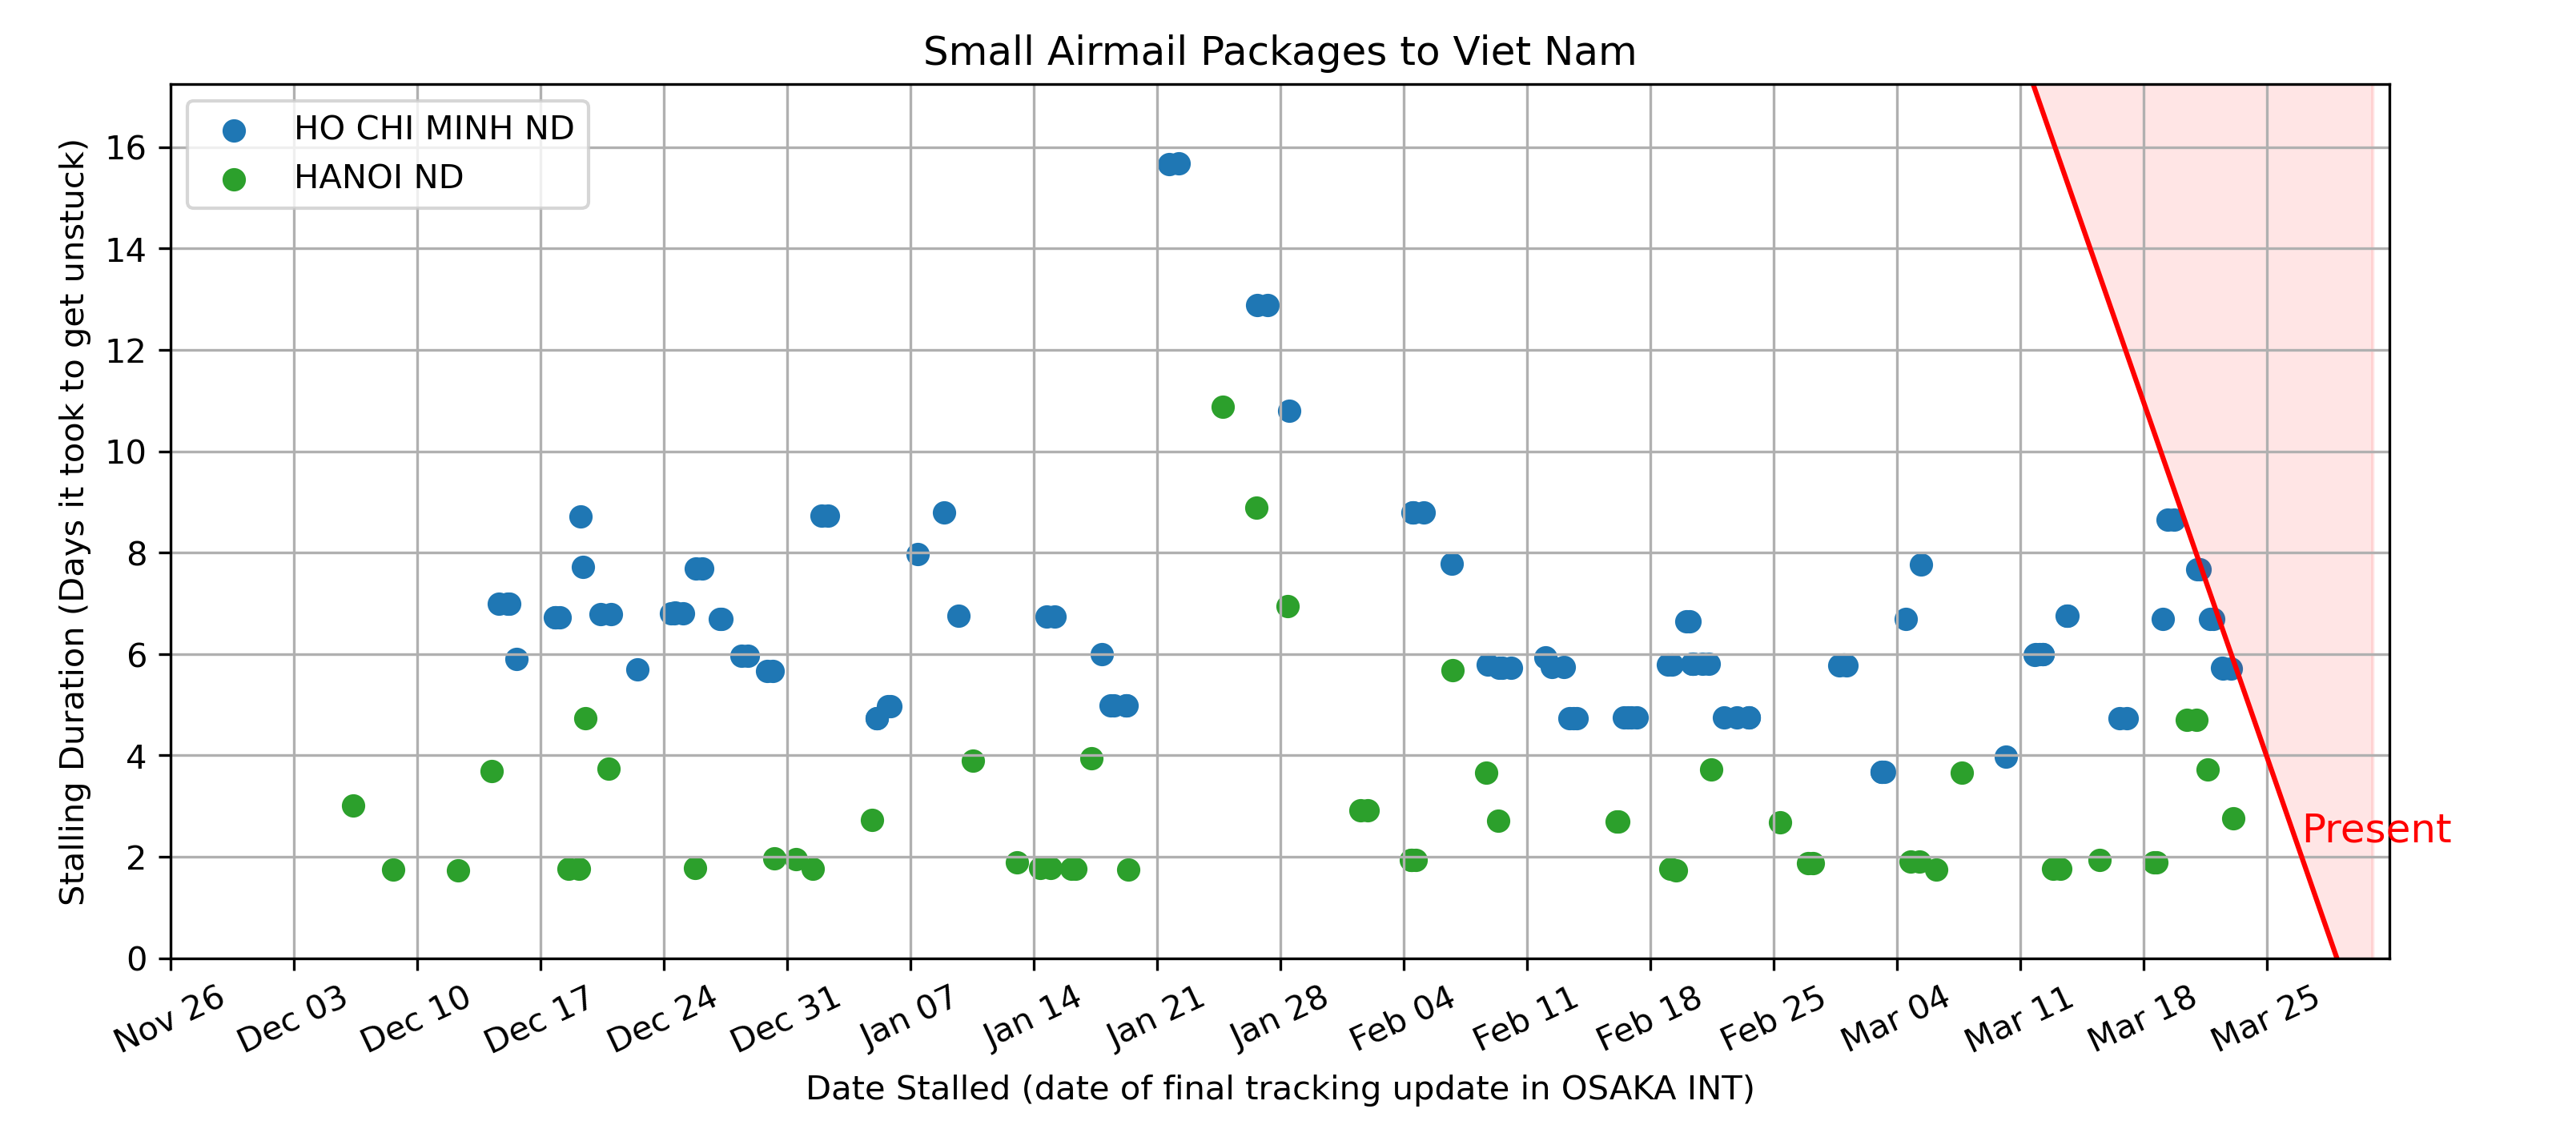 Small Airmail Packages to Viet Nam
HO CHI MINH ND
HANOI ND
Stalling Duration (Days it took to get unstuck)
16
14
12
10
8
6
4
2
0
Present
Nov 26
Dec 03
Dec 10
Dec 17
Dec 24
Dec 31
Jan 07
Jan 14
Jan 21
Jan 28
Feb 04
Feb 11
Feb 18
Feb 25
Mar 04
Mar 11
Mar 18
Mar 25
Date Stalled (date of final tracking update in OSAKA INT)